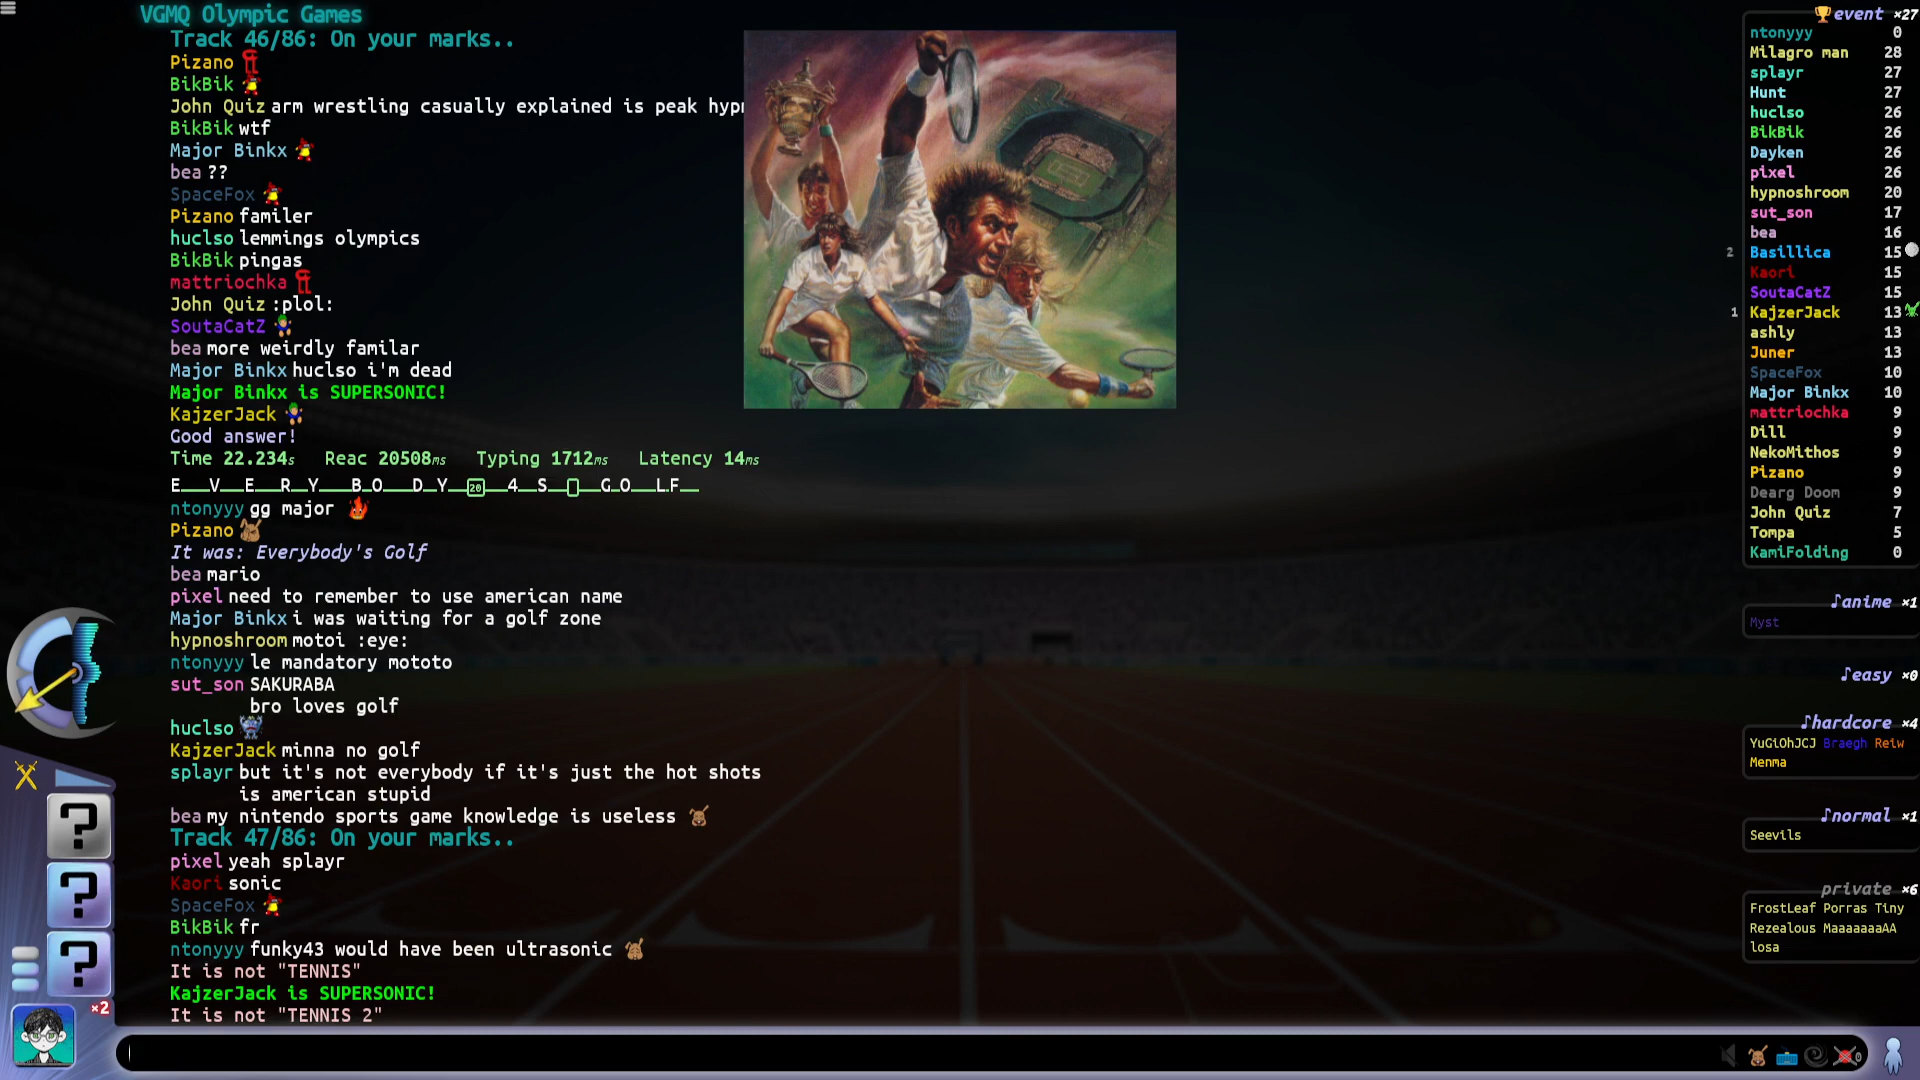 VGMQ Olympic Games
Track 46/86: On your marks..
Pizano
BikBik
John Quiz arm wrestling casually explained is peak hypn
BikBik wtf
Major Binkx
bea ??
SpaceFox
Pizano familer
huclso lemmings olympics
BikBik pingas
mattriochka
John Quiz :plol:
SoutaCatZ
bea more weirdly familar
Major Binkx huclso i'm dead
Major Binkx is SUPERSONIC!
KajzerJack
Good answer!
Time 22.234s Reac 20508ms Typing 1712ms Latency 14ms
E__V__E__R_Y___B_O___D_Y__20__4_S__ __G_O__LF__
ntonyyy gg major
Pizano
It was: Everybody's Golf
bea mario
pixel need to remember to use american name
Major Binkx i was waiting for a golf zone
hypnoshroom motoi :eye:
ntonyyy le mandatory mototo
sut_son SAKURABA
bro loves golf
huclso
KajzerJack minna no golf
splayr but it's not everybody if it's just the hot shots
is american stupid
bea my nintendo sports game knowledge is useless
Track 47/86: On your marks..
pixel yeah splayr
Kaori sonic
SpaceFox
BikBik fr
ntonyyy funky43 would have been ultrasonic
It is not "TENNIS"
KajzerJack is SUPERSONIC!
It is not "TENNIS 2"
?
?
?
×2
event ×27
ntonyyy 0
Milagro man 28
splayr 27
Hunt 27
huclso 26
BikBik 26
Dayken 26
pixel 26
hypnoshroom 20
sut_son 17
bea 16
2 Basillica 15
Kaori 15
SoutaCatZ 15
1 KajzerJack 13
ashly 13
Juner 13
SpaceFox 10
Major Binkx 10
mattriochka 9
Dill 9
NekoMithos 9
Pizano 9
Dearg Doom 9
John Quiz 7
Tompa 5
KamiFolding 0
♪anime ×1
Myst
♪easy ×0
♪hardcore ×4
YuGiOhJCJ Braegh Reiw
Menma
♪normal ×1
Seevils
private ×6
FrostLeaf Porras Tiny
Rezealous MaaaaaaaAA
losa
0